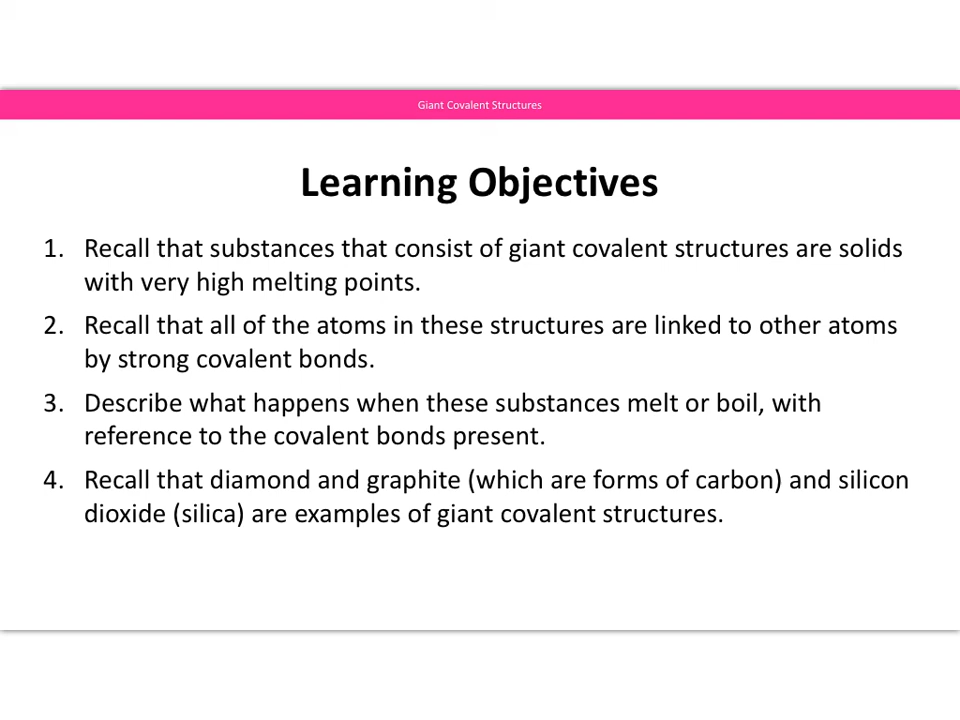 Giant Covalent Structures
Learning Objectives
1. Recall that substances that consist of giant covalent structures are solids
with very high melting points.
2. Recall that all of the atoms in these structures are linked to other atoms
by strong covalent bonds.
3. Describe what happens when these substances melt or boil, with
reference to the covalent bonds present.
4. Recall that diamond and graphite (which are forms of carbon) and silicon
dioxide (silica) are examples of giant covalent structures.